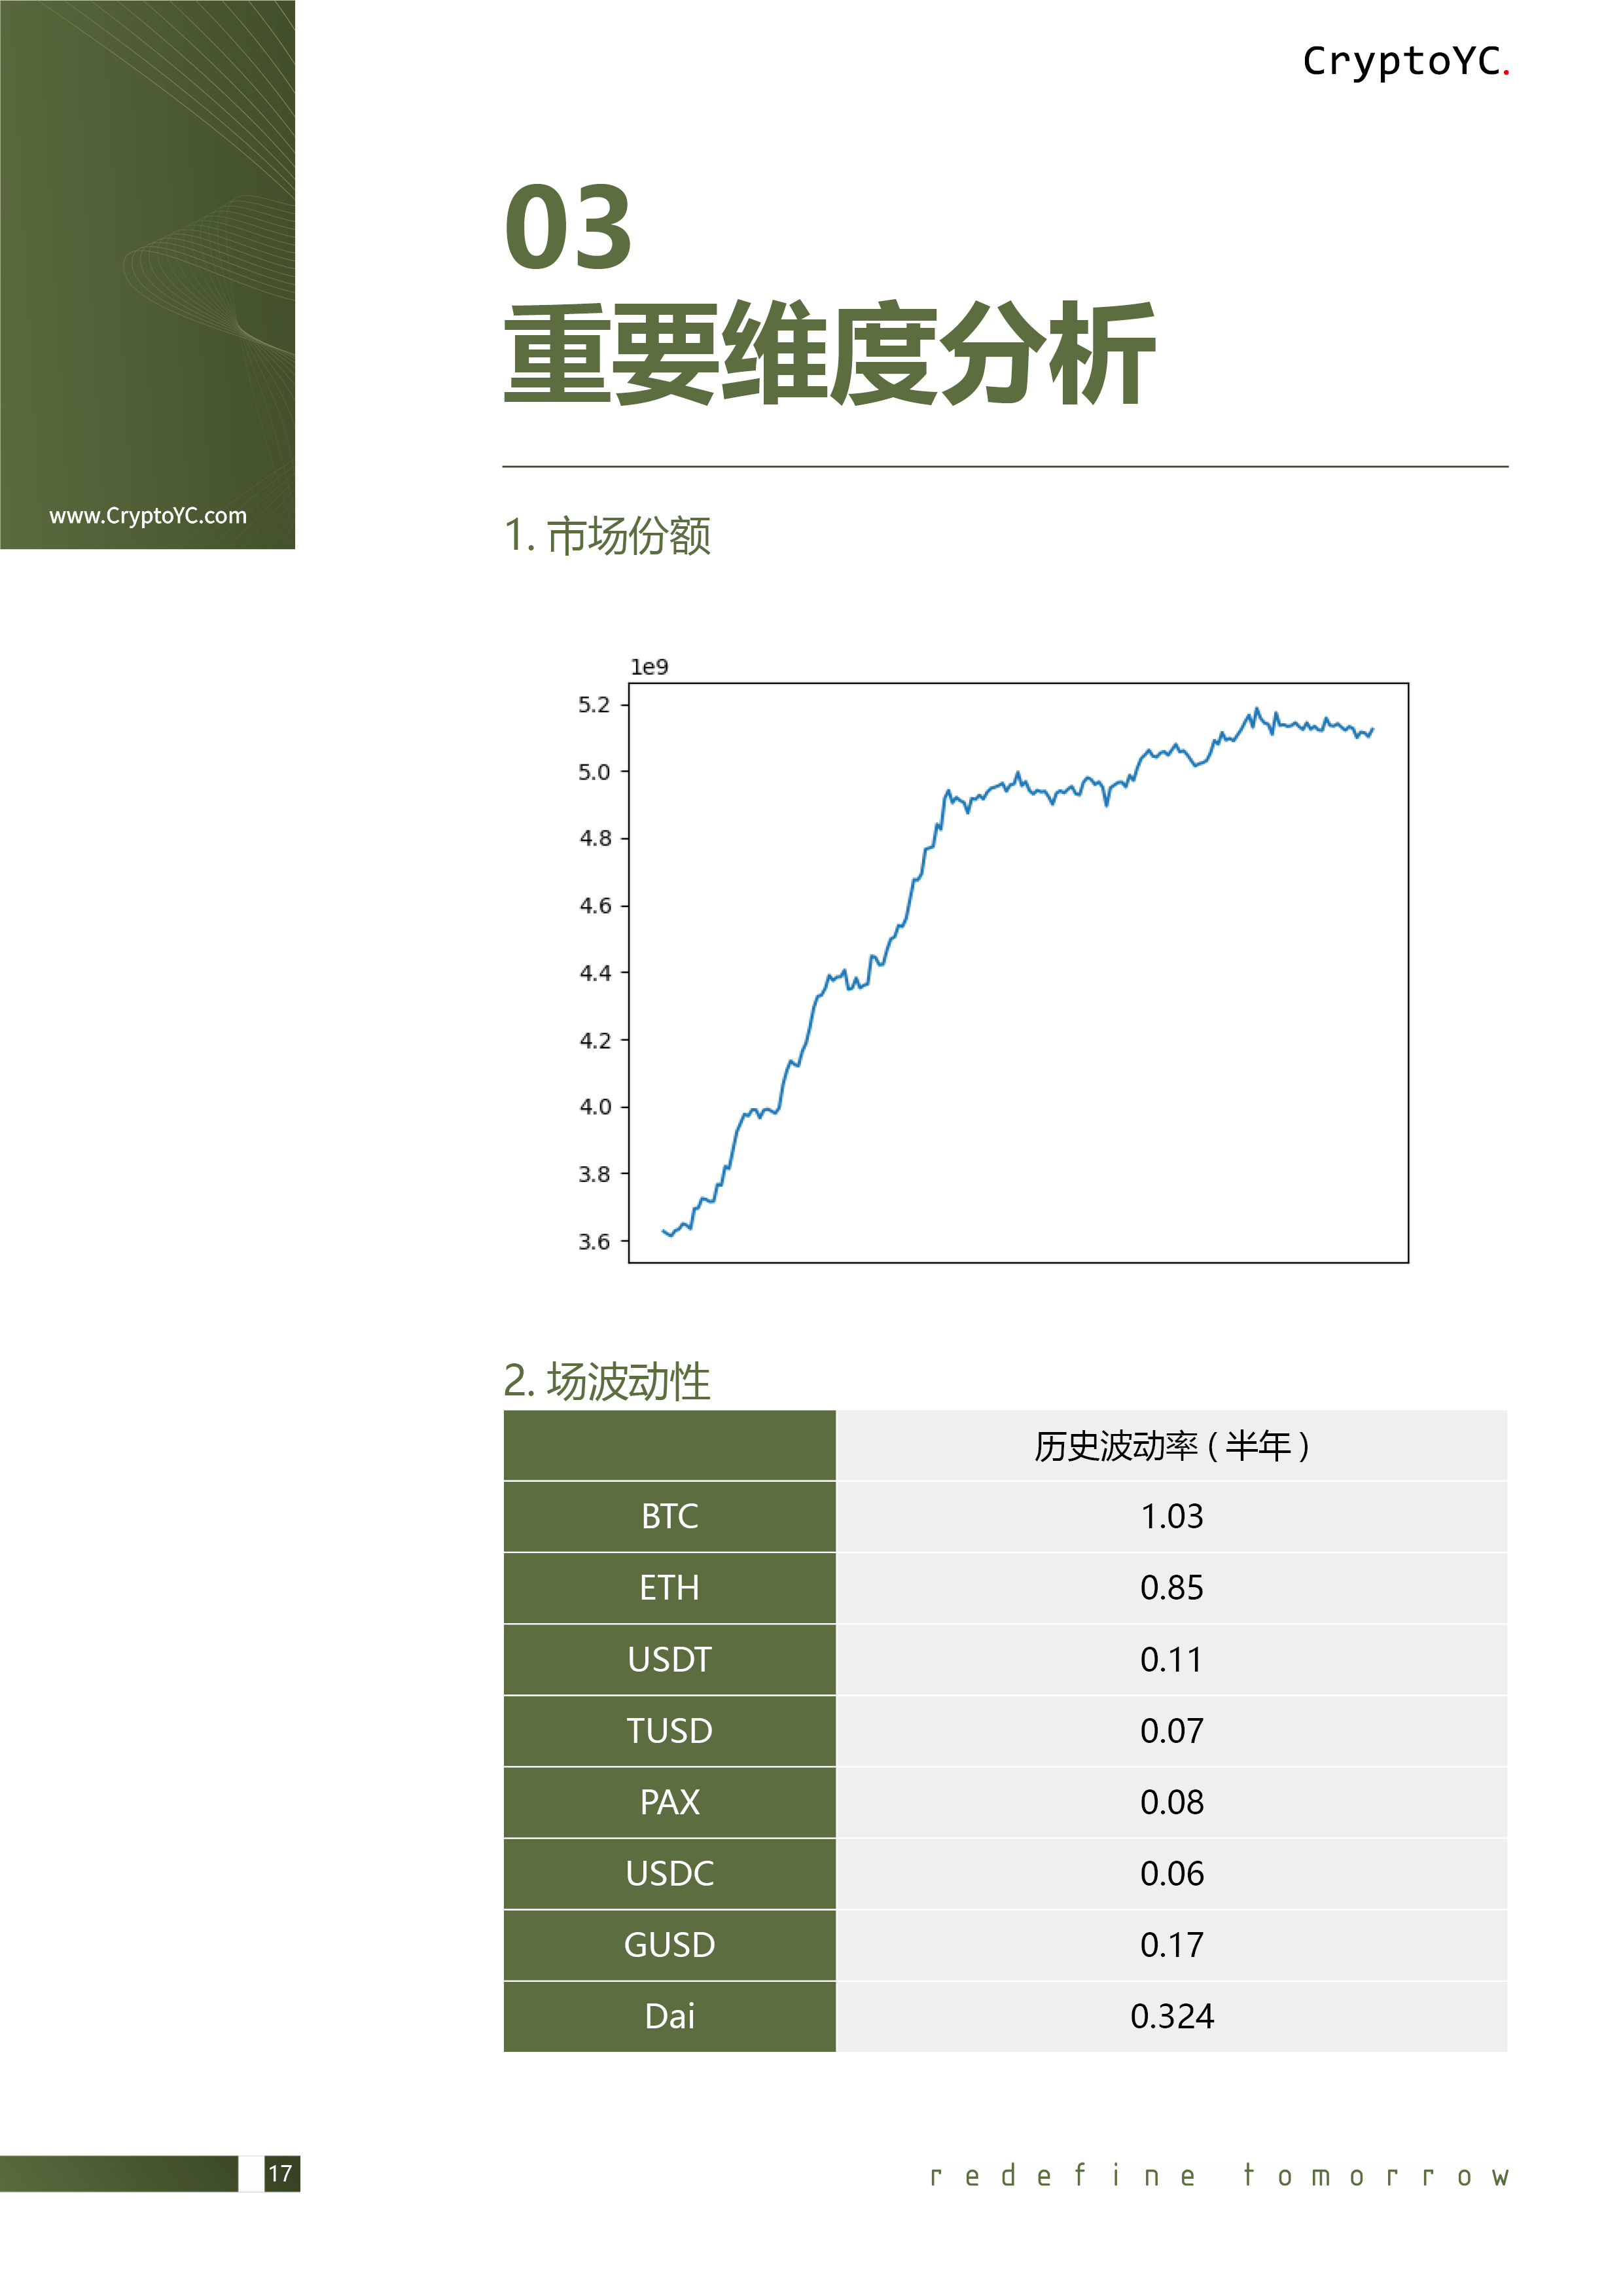 CryptoYC.
www.CryptoYC.com
03
重要维度分析
1. 市场份额
1e9
5.2
5.0
4.8
4.6
4.4
4.2
4.0
3.8
3.6
2. 场波动性
历史波动率 ( 半年 )
BTC 1.03
ETH 0.85
USDT 0.11
TUSD 0.07
PAX 0.08
USDC 0.06
GUSD 0.17
Dai 0.324
17
redefine tomorrow